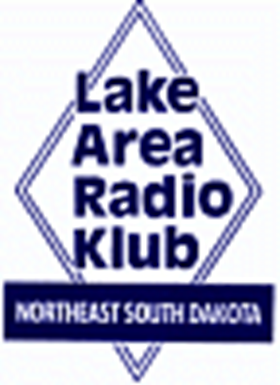 Lake
Area
Radio
Klub
NORTHEAST SOUTH DAKOTA